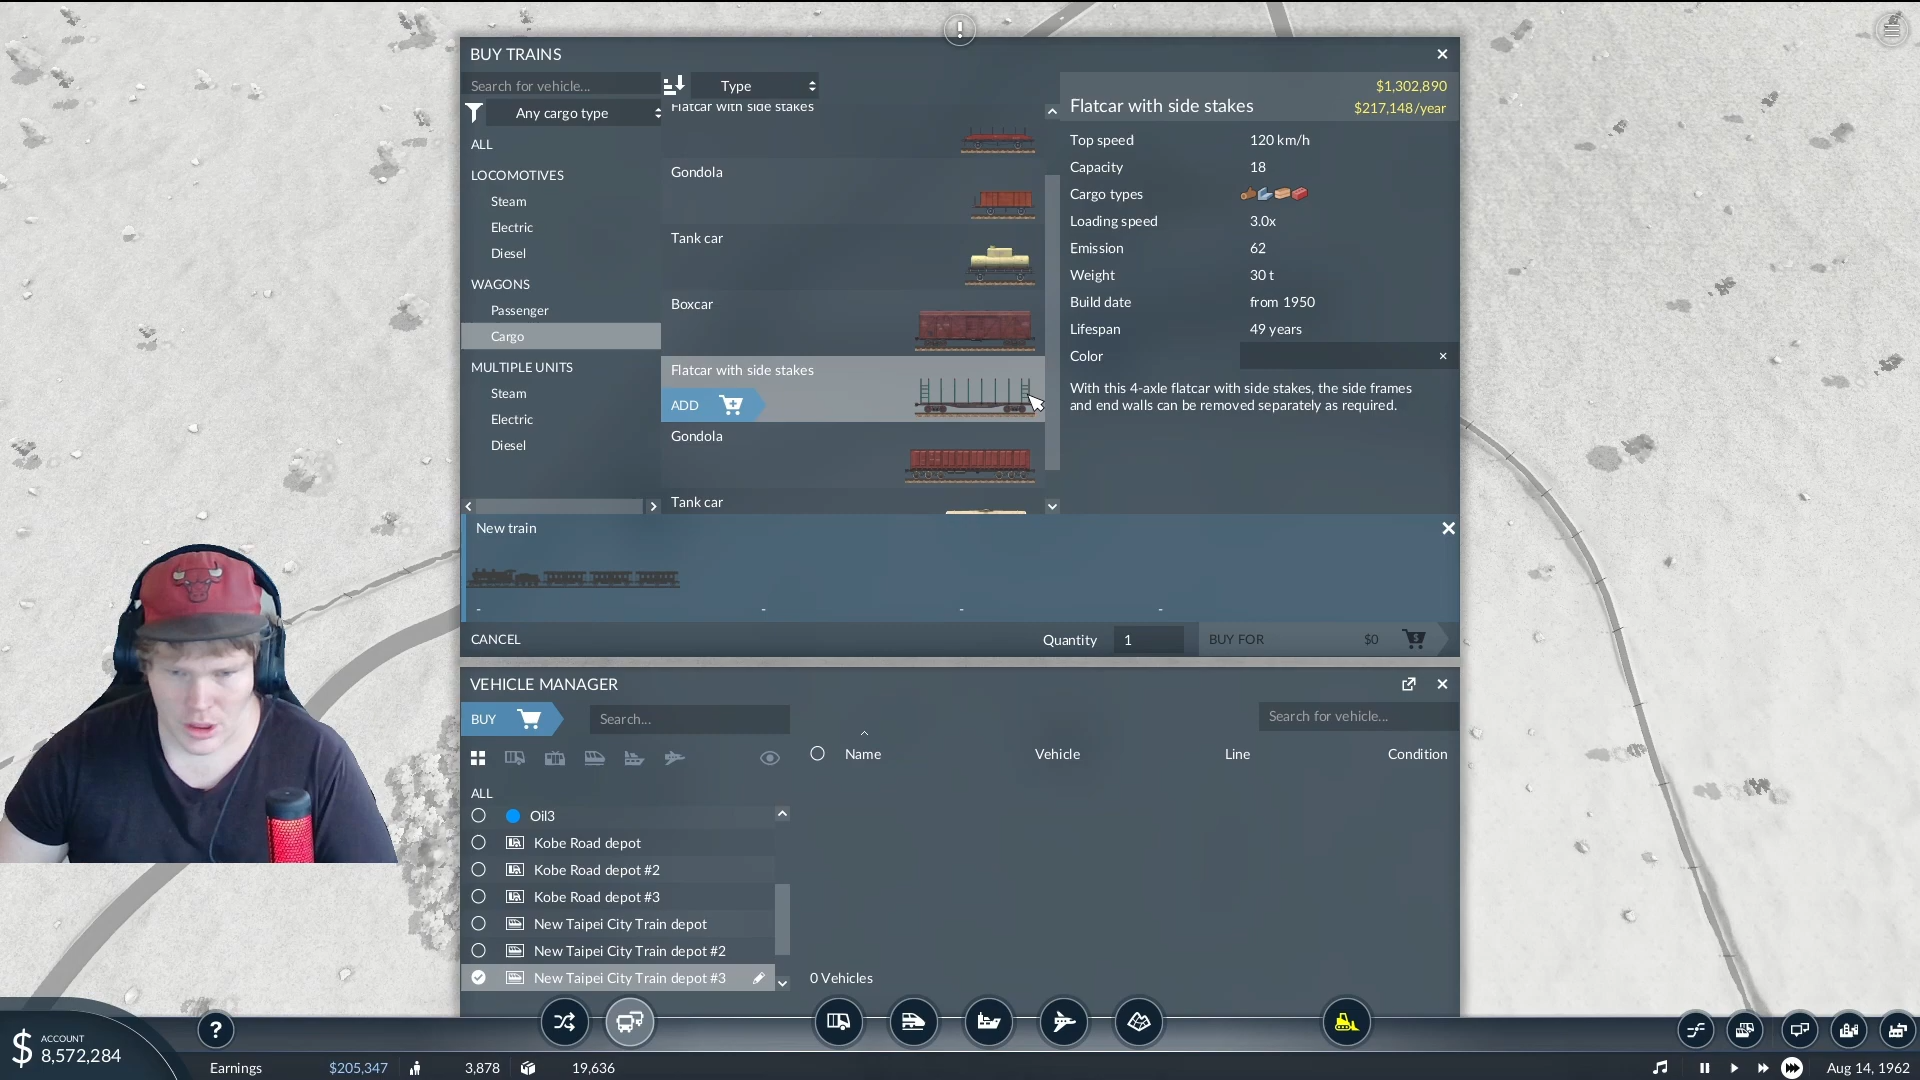 BUY TRAINS
Search for vehicle...
Type
Any cargo type
ALL
LOCOMOTIVES
Steam
Electric
Diesel
WAGONS
Passenger
Cargo
MULTIPLE UNITS
Steam
Electric
Diesel
Flatcar with side stakes
Gondola
Tank car
Boxcar
Flatcar with side stakes
ADD
Gondola
Tank car
$1,302,890
Flatcar with side stakes $217,148/year
Top speed 120 km/h
Capacity 18
Cargo types
Loading speed 3.0x
Emission 62
Weight 30 t
Build date from 1950
Lifespan 49 years
Color
With this 4-axle flatcar with side stakes, the side frames
and end walls can be removed separately as required.
New train
- - - -
CANCEL Quantity 1 BUY FOR $0
VEHICLE MANAGER
BUY Search... Search for vehicle...
Name Vehicle Line Condition
ALL
Oil3
Kobe Road depot
Kobe Road depot #2
Kobe Road depot #3
New Taipei City Train depot
New Taipei City Train depot #2
New Taipei City Train depot #3 0 Vehicles
$ ACCOUNT
8,572,284
?
Earnings $205,347 3,878 19,636 Aug 14, 1962